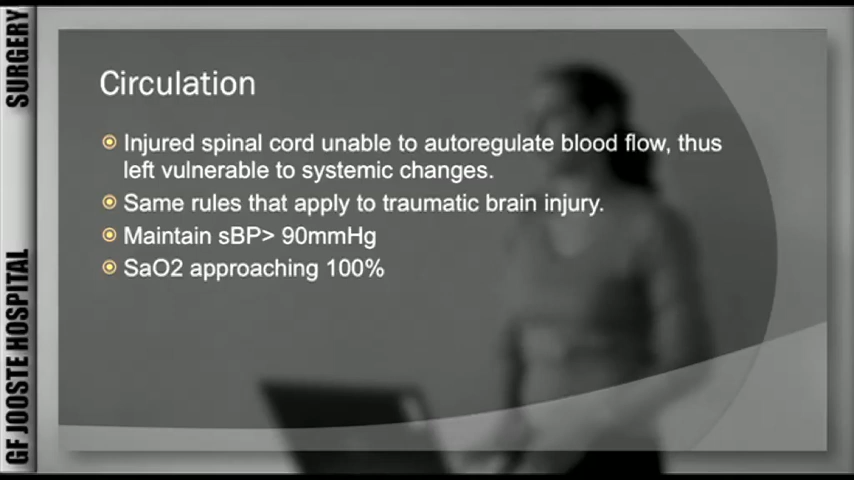 SURGERY
GF JOOSTE HOSPITAL
Circulation
Injured spinal cord unable to autoregulate blood flow, thus
left vulnerable to systemic changes.
Same rules that apply to traumatic brain injury.
Maintain sBP> 90mmHg
SaO2 approaching 100%